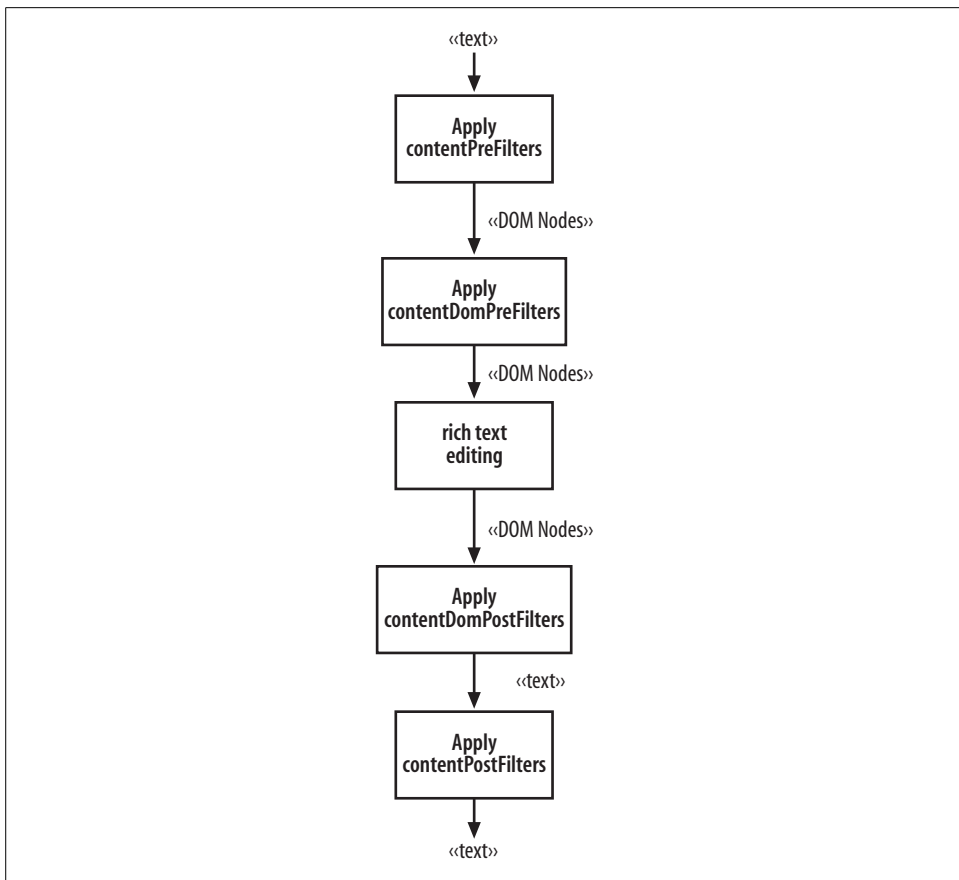 ‹‹text››
Apply
contentPreFilters
‹‹DOM Nodes››
Apply
contentDomPreFilters
‹‹DOM Nodes››
rich text
editing
‹‹DOM Nodes››
Apply
contentDomPostFilters
‹‹text››
Apply
contentPostFilters
‹‹text››